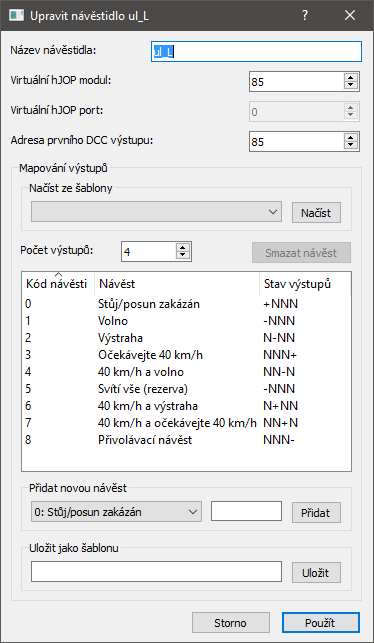 Upravit návěstidlo ul_L
Název návěstidla: ul_L
Virtuální hJOP modul: 85
Virtuální hJOP port: 0
Adresa prvního DCC výstupu: 85
Mapování výstupů
Načíst ze šablony
Načíst
Počet výstupů: 4 Smazat návěst
Kód návěsti Návěst Stav výstupů
0 Stůj/posun zakázán +NNN
1 Volno -NNN
2 Výstraha N-NN
3 Očekávejte 40 km/h NNN+
4 40 km/h a volno NN-N
5 Svítí vše (rezerva) -NNN
6 40 km/h a výstraha N+NN
7 40 km/h a očekávejte 40 km/h NN+N
8 Přivolávací návěst NNN-
Přidat novou návěst
0: Stůj/posun zakázán Přidat
Uložit jako šablonu
Uložit
Storno Použít